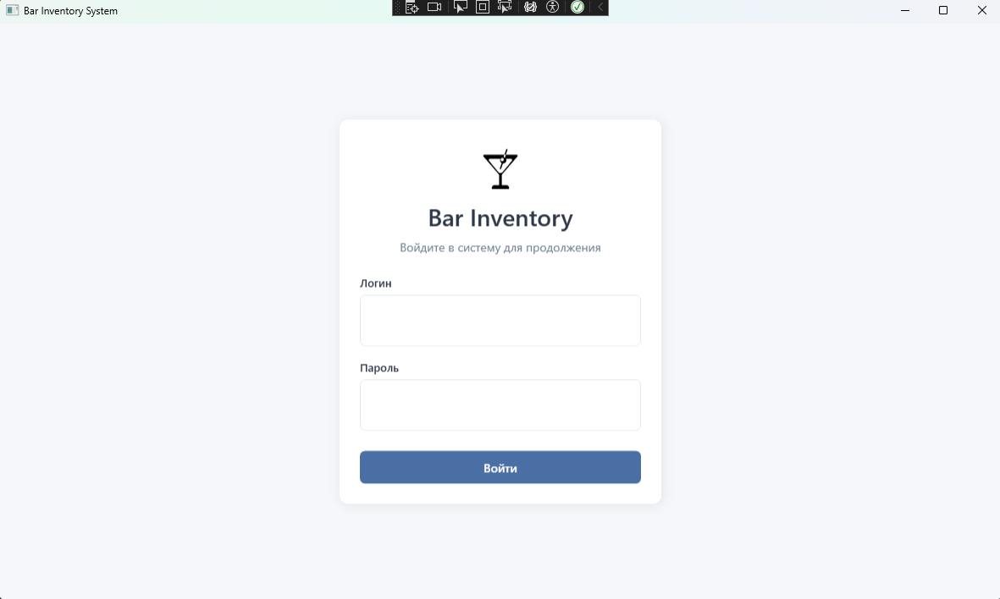 Bar Inventory System
Bar Inventory
Войдите в систему для продолжения
Логин
Пароль
Войти